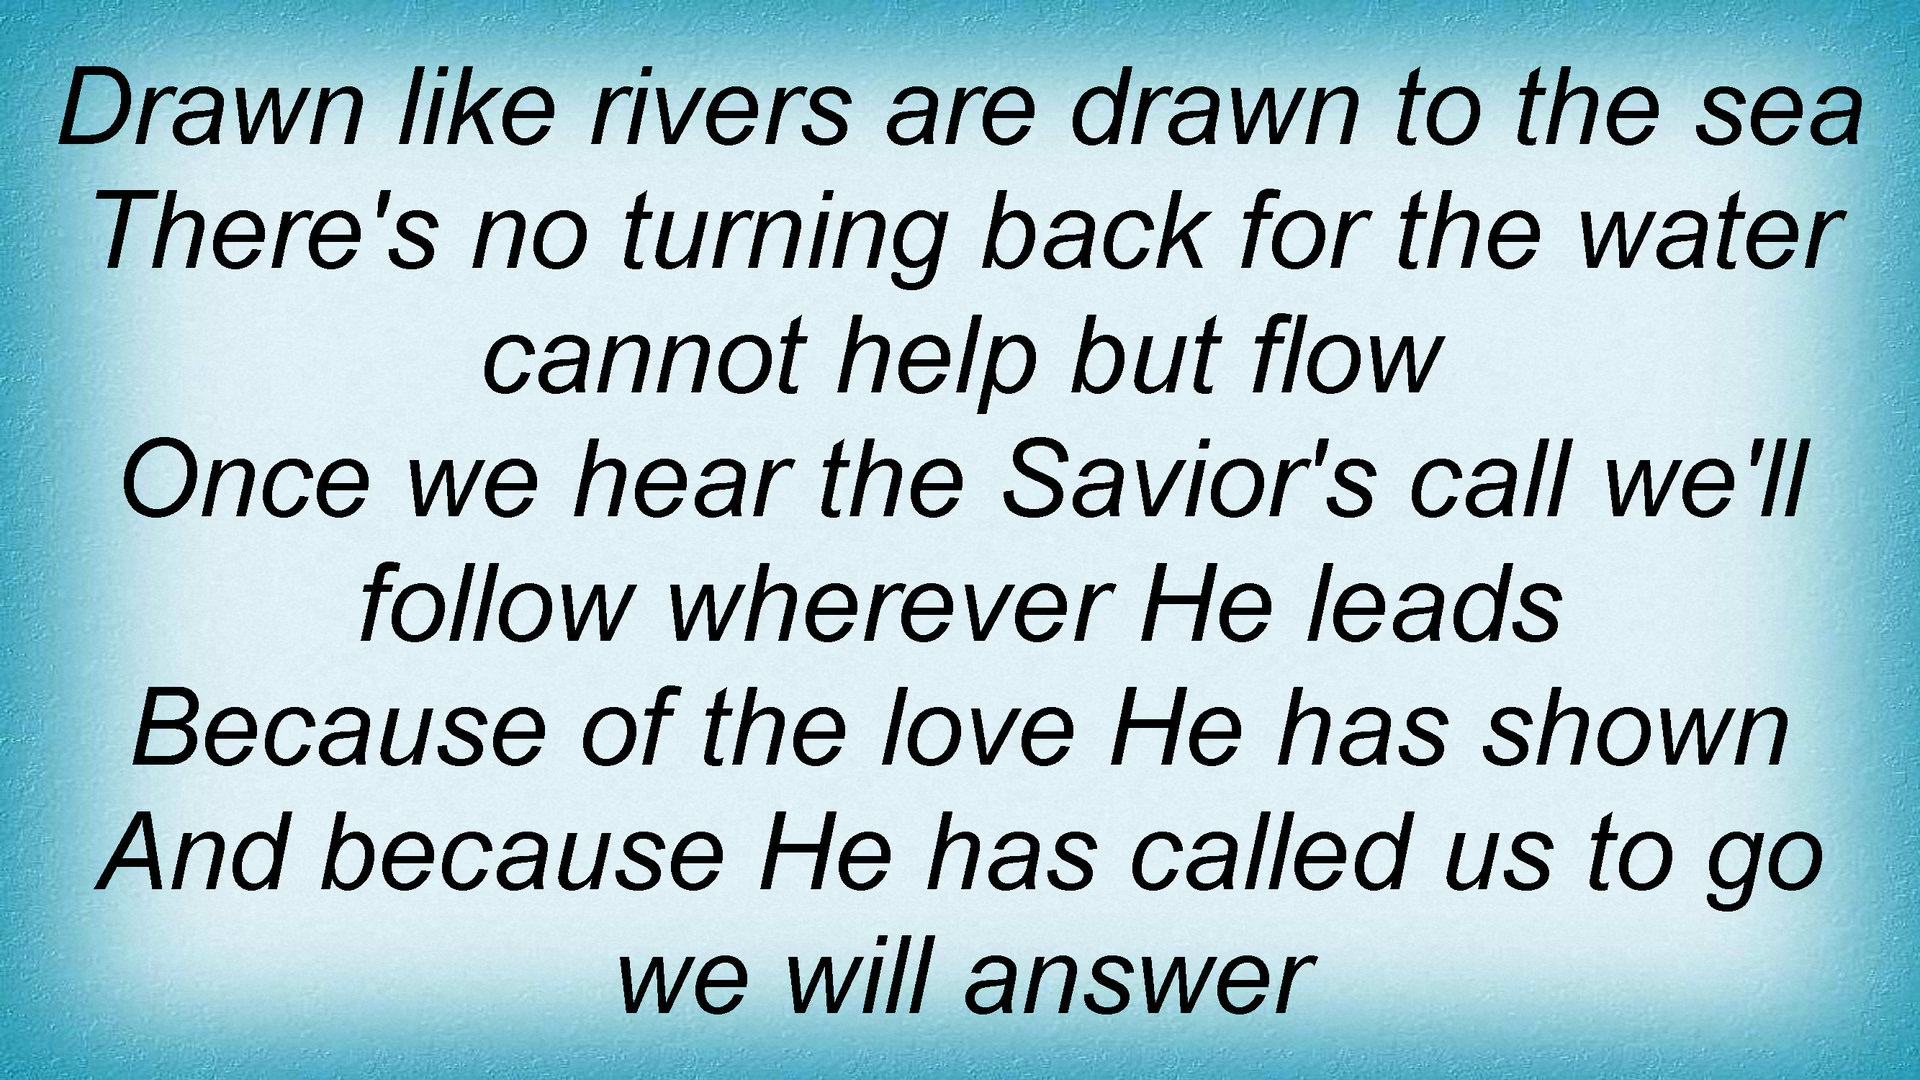 Drawn like rivers are drawn to the sea
There's no turning back for the water
cannot help but flow
Once we hear the Savior's call we'll
follow wherever He leads
Because of the love He has shown
And because He has called us to go
we will answer